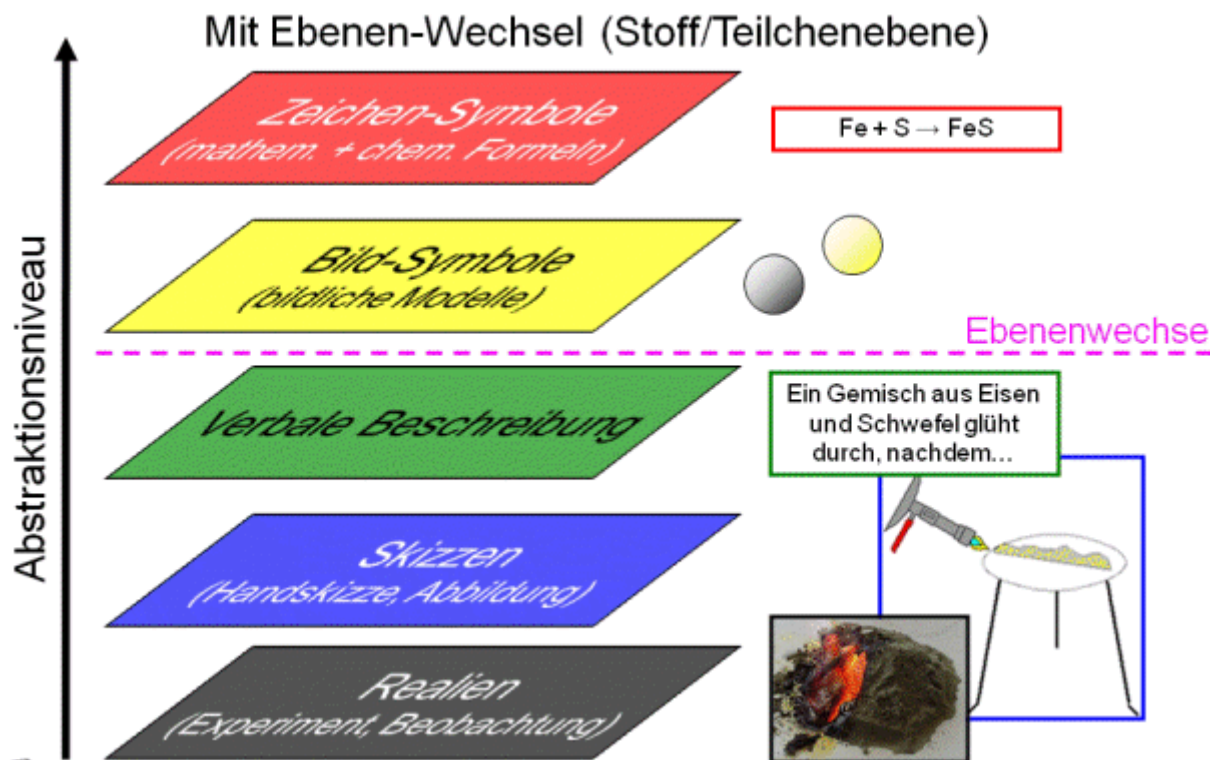 Mit Ebenen-Wechsel (Stoff/Teilchenebene)
Abstraktionsniveau
Zeichen-Symbole
(mathem. + chem. Formeln)
Fe + S → FeS
Bild-Symbole
(bildliche Modelle)
Ebenenwechse
Verbale Beschreibung
Ein Gemisch aus Eisen
und Schwefel glüht
durch, nachdem...
Skizzen
(Handskizze, Abbildung)
Realien
(Experiment, Beobachtung)